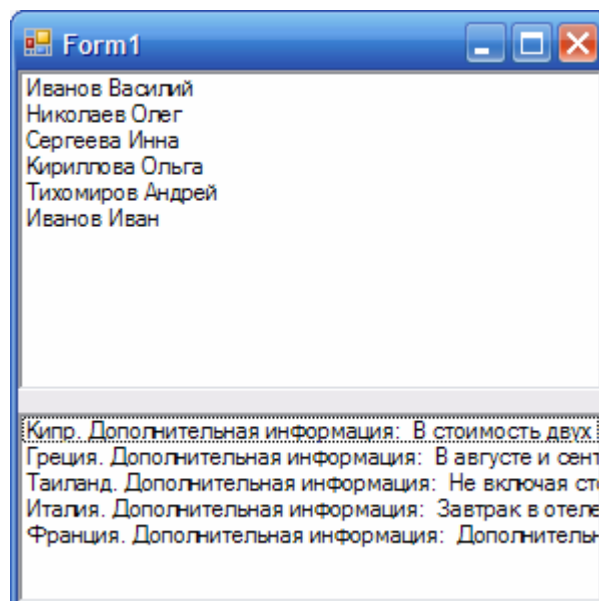 Form1
Иванов Василий
Николаев Олег
Сергеева Инна
Кириллова Ольга
Тихомиров Андрей
Иванов Иван
Кипр. Дополнительная информация: В стоимость двух
Греция. Дополнительная информация: В августе и сент
Таиланд. Дополнительная информация: Не включая сто
Италия. Дополнительная информация: Завтрак в отеле
Франция. Дополнительная информация: Дополнительн